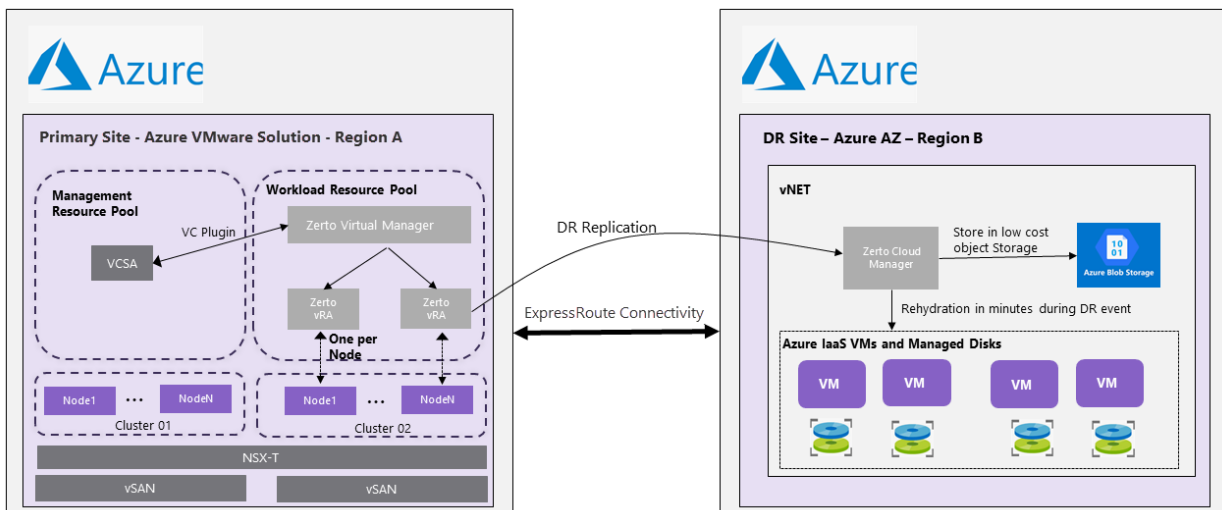 Azure
Primary Site - Azure VMware Solution - Region A
Management
Resource Pool
VCSA
VC Plugin
Workload Resource Pool
Zerto Virtual Manager
Zerto
vRA
Zerto
vRA
One per
Node
Node1
...
NodeN
Cluster 01
Node1
...
NodeN
Cluster 02
NSX-T
vSAN
vSAN
DR Replication
ExpressRoute Connectivity
Azure
DR Site – Azure AZ – Region B
vNET
Zerto Cloud
Manager
Store in low cost
object Storage
10
01
Azure Blob Storage
Rehydration in minutes during DR event
Azure IaaS VMs and Managed Disks
VM
VM
VM
VM